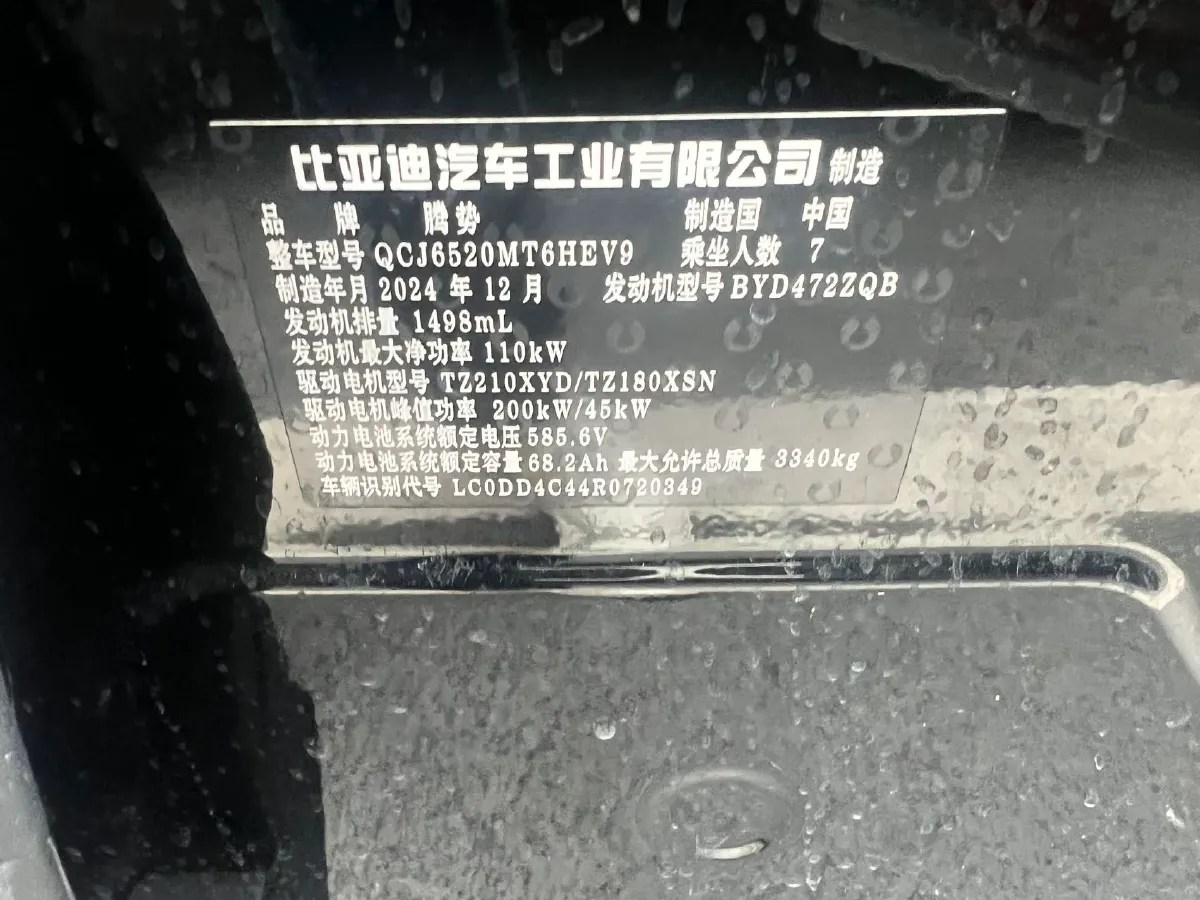 比亚迪汽车工业有限公司 制造
品 牌 腾势 制造国 中国
整车型号 QCJ6520MT6HEV9 乘坐人数 7
制造年月 2024 年 12 月 发动机型号 BYD472ZQB
发动机排量 1498mL
发动机最大净功率 110kW
驱动电机型号 TZ210XYD/TZ180XSN
驱动电机峰值功率 200kW/45kW
动力电池系统额定电压 585.6V
动力电池系统额定容量 68.2Ah 最大允许总质量 3340kg
车辆识别代号 LC0DD4C44R0720349